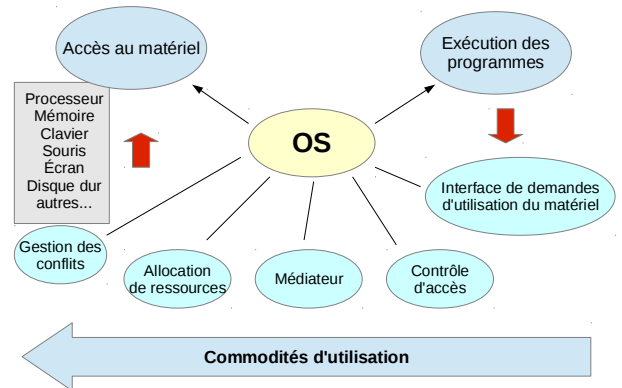 Accès au matériel
Exécution des
programmes
Processeur
Mémoire
Clavier
Souris
Écran
Disque dur
autres...
OS
Interface de demandes
d'utilisation du matériel
Gestion des
conflits
Allocation
de ressources
Médiateur
Contrôle
d'accès
Commodités d'utilisation